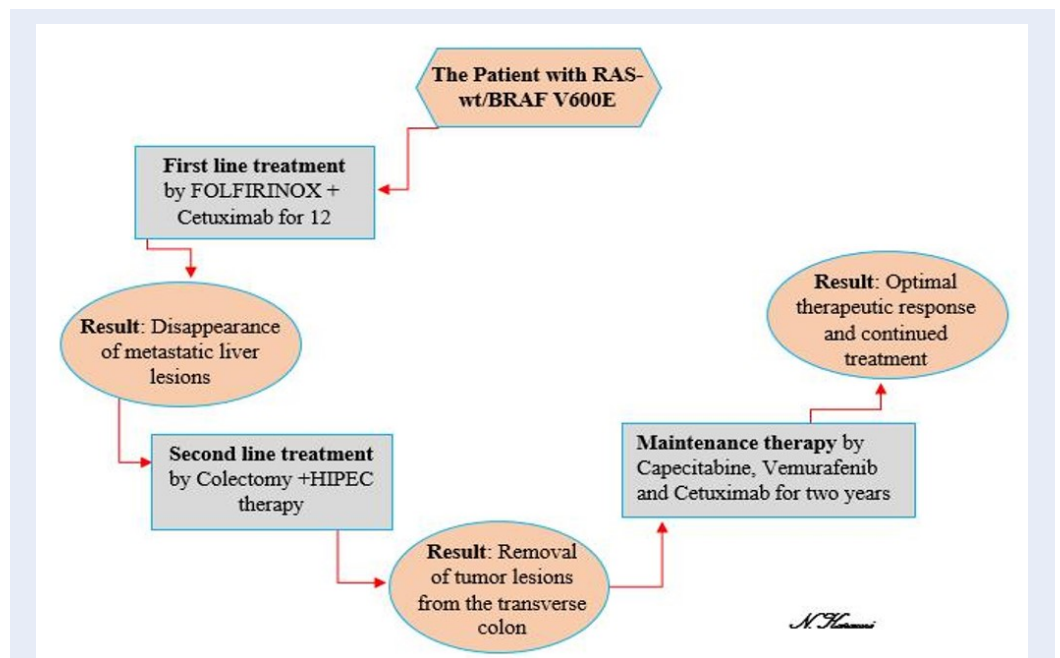 The Patient with RAS-
wt/BRAF V600E
First line treatment
by FOLFIRINOX +
Cetuximab for 12
Result: Disappearance
of metastatic liver
lesions
Second line treatment
by Colectomy +HIPEC
therapy
Result: Removal
of tumor lesions
from the transverse
colon
Maintenance therapy by
Capecitabine, Vemurafenib
and Cetuximab for two years
Result: Optimal
therapeutic response
and continued
treatment
N.